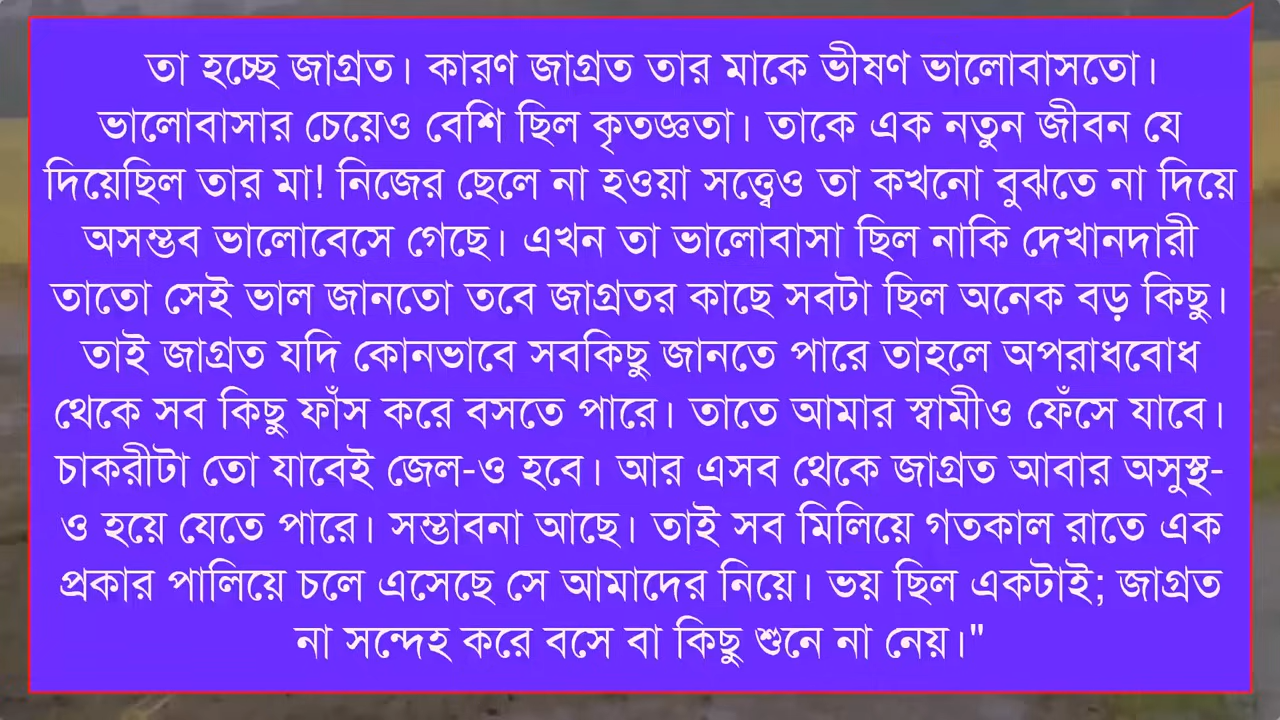 তা হচ্ছে জাগ্রত। কারণ জাগ্রত তার মাকে ভীষণ ভালোবাসতো।
ভালোবাসার চেয়েও বেশি ছিল কৃতজ্ঞতা। তাকে এক নতুন জীবন যে
দিয়েছিল তার মা! নিজের ছেলে না হওয়া সত্ত্বেও তা কখনো বুঝতে না দিয়ে
অসম্ভব ভালোবেসে গেছে। এখন তা ভালোবাসা ছিল নাকি দেখানদারী
তাতো সেই ভাল জানতো তবে জাগ্রতর কাছে সবটা ছিল অনেক বড় কিছু।
তাই জাগ্রত যদি কোনভাবে সবকিছু জানতে পারে তাহলে অপরাধবোধ
থেকে সব কিছু ফাঁস করে বসতে পারে। তাতে আমার স্বামীও ফেঁসে যাবে।
চাকরীটা তো যাবেই জেল-ও হবে। আর এসব থেকে জাগ্রত আবার অসুস্থ-
ও হয়ে যেতে পারে। সম্ভাবনা আছে। তাই সব মিলিয়ে গতকাল রাতে এক
প্রকার পালিয়ে চলে এসেছে সে আমাদের নিয়ে। ভয় ছিল একটাই; জাগ্রত
না সন্দেহ করে বসে বা কিছু শুনে না নেয়।"